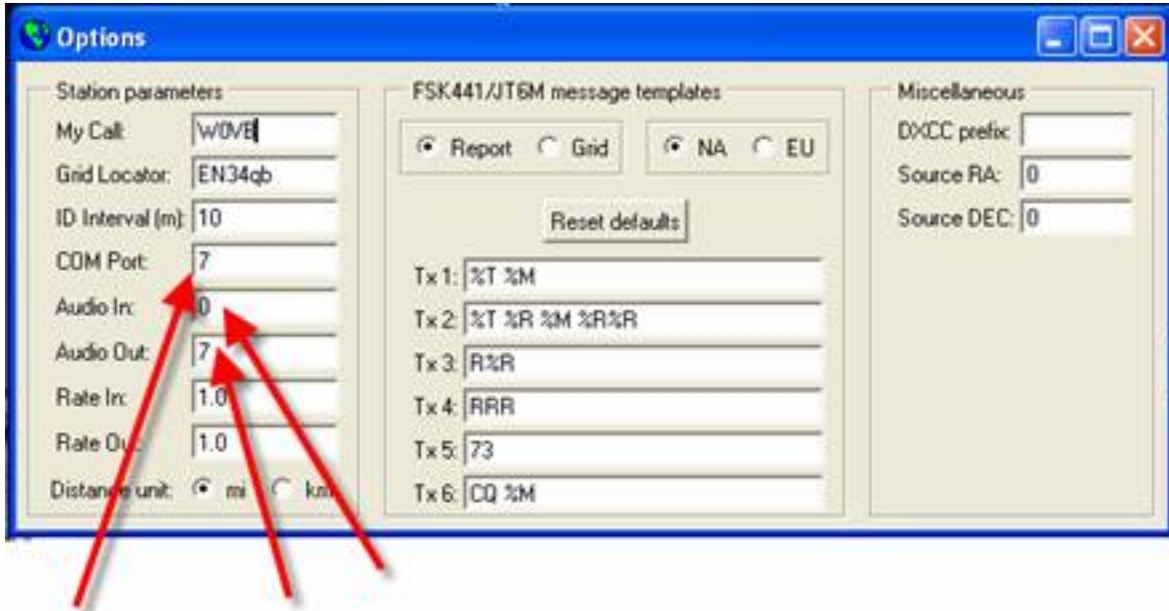 Options
Station parameters
My Call: W0VB
Grid Locator: EN34qb
ID Interval (m): 10
COM Port: 7
Audio In: 0
Audio Out: 7
Rate In: 1.0
Rate Out: 1.0
Distance unit: mi km
FSK441/JT6M message templates
Report Grid NA EU
Reset defaults
Tx 1: %T %M
Tx 2: %T %R %M %R%R
Tx 3: R%R
Tx 4: RRR
Tx 5: 73
Tx 6: CQ %M
Miscellaneous
DXCC prefix:
Source RA: 0
Source DEC: 0